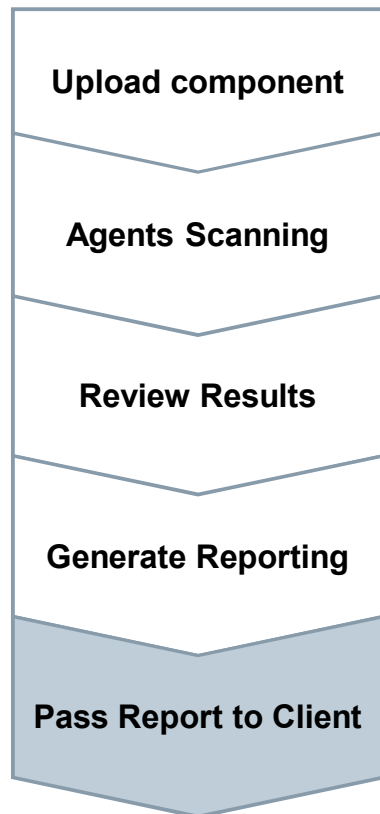 Upload component
Agents Scanning
Review Results
Generate Reporting
Pass Report to Client